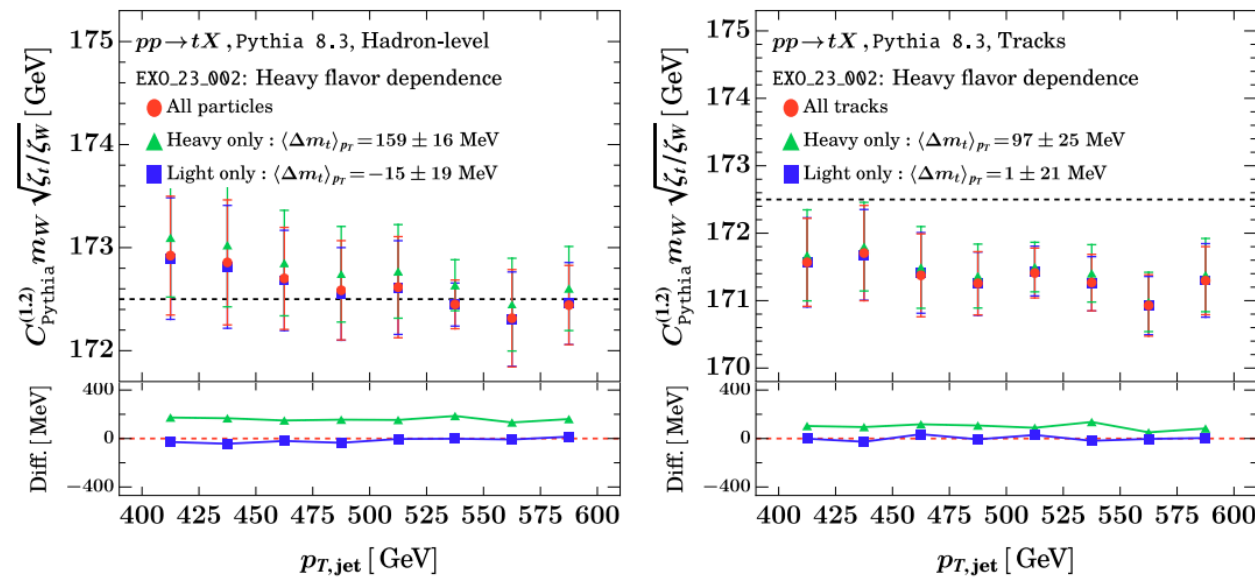 pp→tX, Pythia 8.3, Hadron-level
EXO_23_002: Heavy flavor dependence
All particles
Heavy only : ⟨Δm_t⟩_{p_T} = 159 ± 16 MeV
Light only : ⟨Δm_t⟩_{p_T} = −15 ± 19 MeV
C^{(1,2)}_{Pythia} m_W √ζ_t/ζ_W [GeV]
175
174
173
172
Diff. [MeV]
400
0
−400
400 425 450 475 500 525 550 575 600
p_{T,jet} [GeV]
pp→tX, Pythia 8.3, Tracks
EXO_23_002: Heavy flavor dependence
All tracks
Heavy only : ⟨Δm_t⟩_{p_T} = 97 ± 25 MeV
Light only : ⟨Δm_t⟩_{p_T} = 1 ± 21 MeV
C^{(1,2)}_{Pythia} m_W √ζ_t/ζ_W [GeV]
175
174
173
172
171
170
Diff. [MeV]
400
0
−400
400 425 450 475 500 525 550 575 600
p_{T,jet} [GeV]